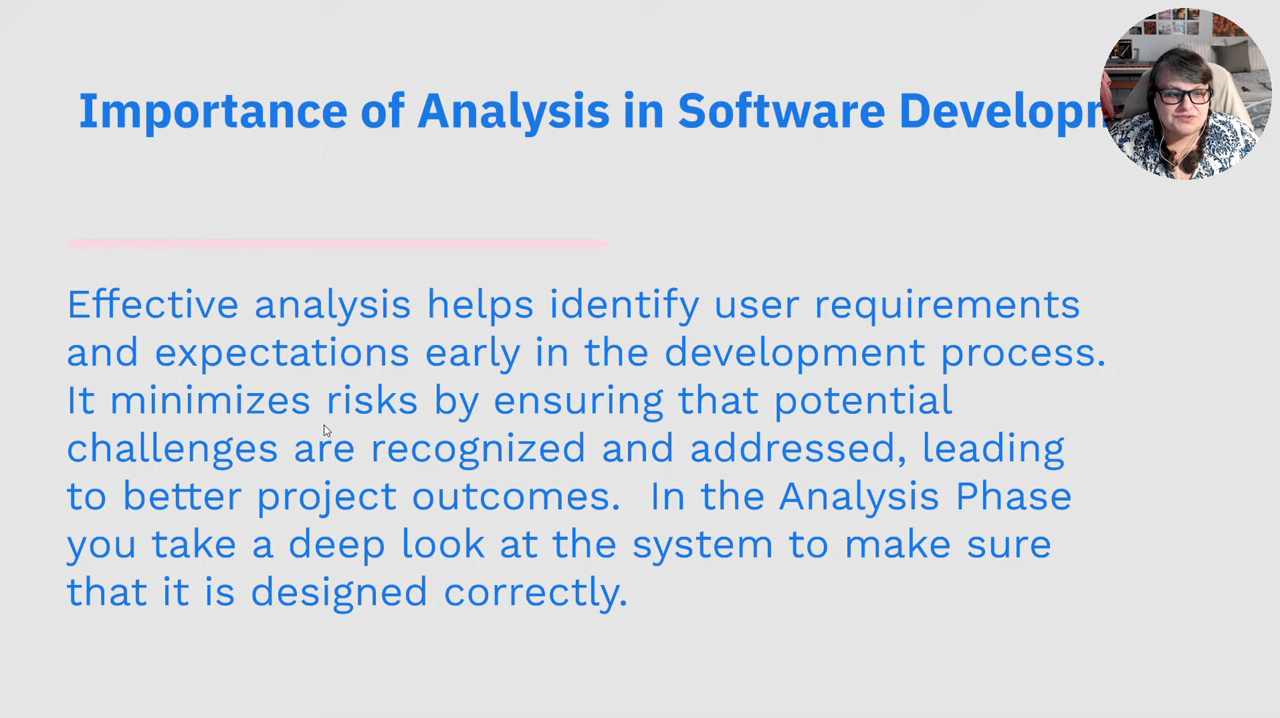 Importance of Analysis in Software
Effective analysis helps identify user requirements
and expectations early in the development process.
It minimizes risks by ensuring that potential
challenges are recognized and addressed, leading
to better project outcomes.  In the Analysis Phase
you take a deep look at the system to make sure
that it is designed correctly.